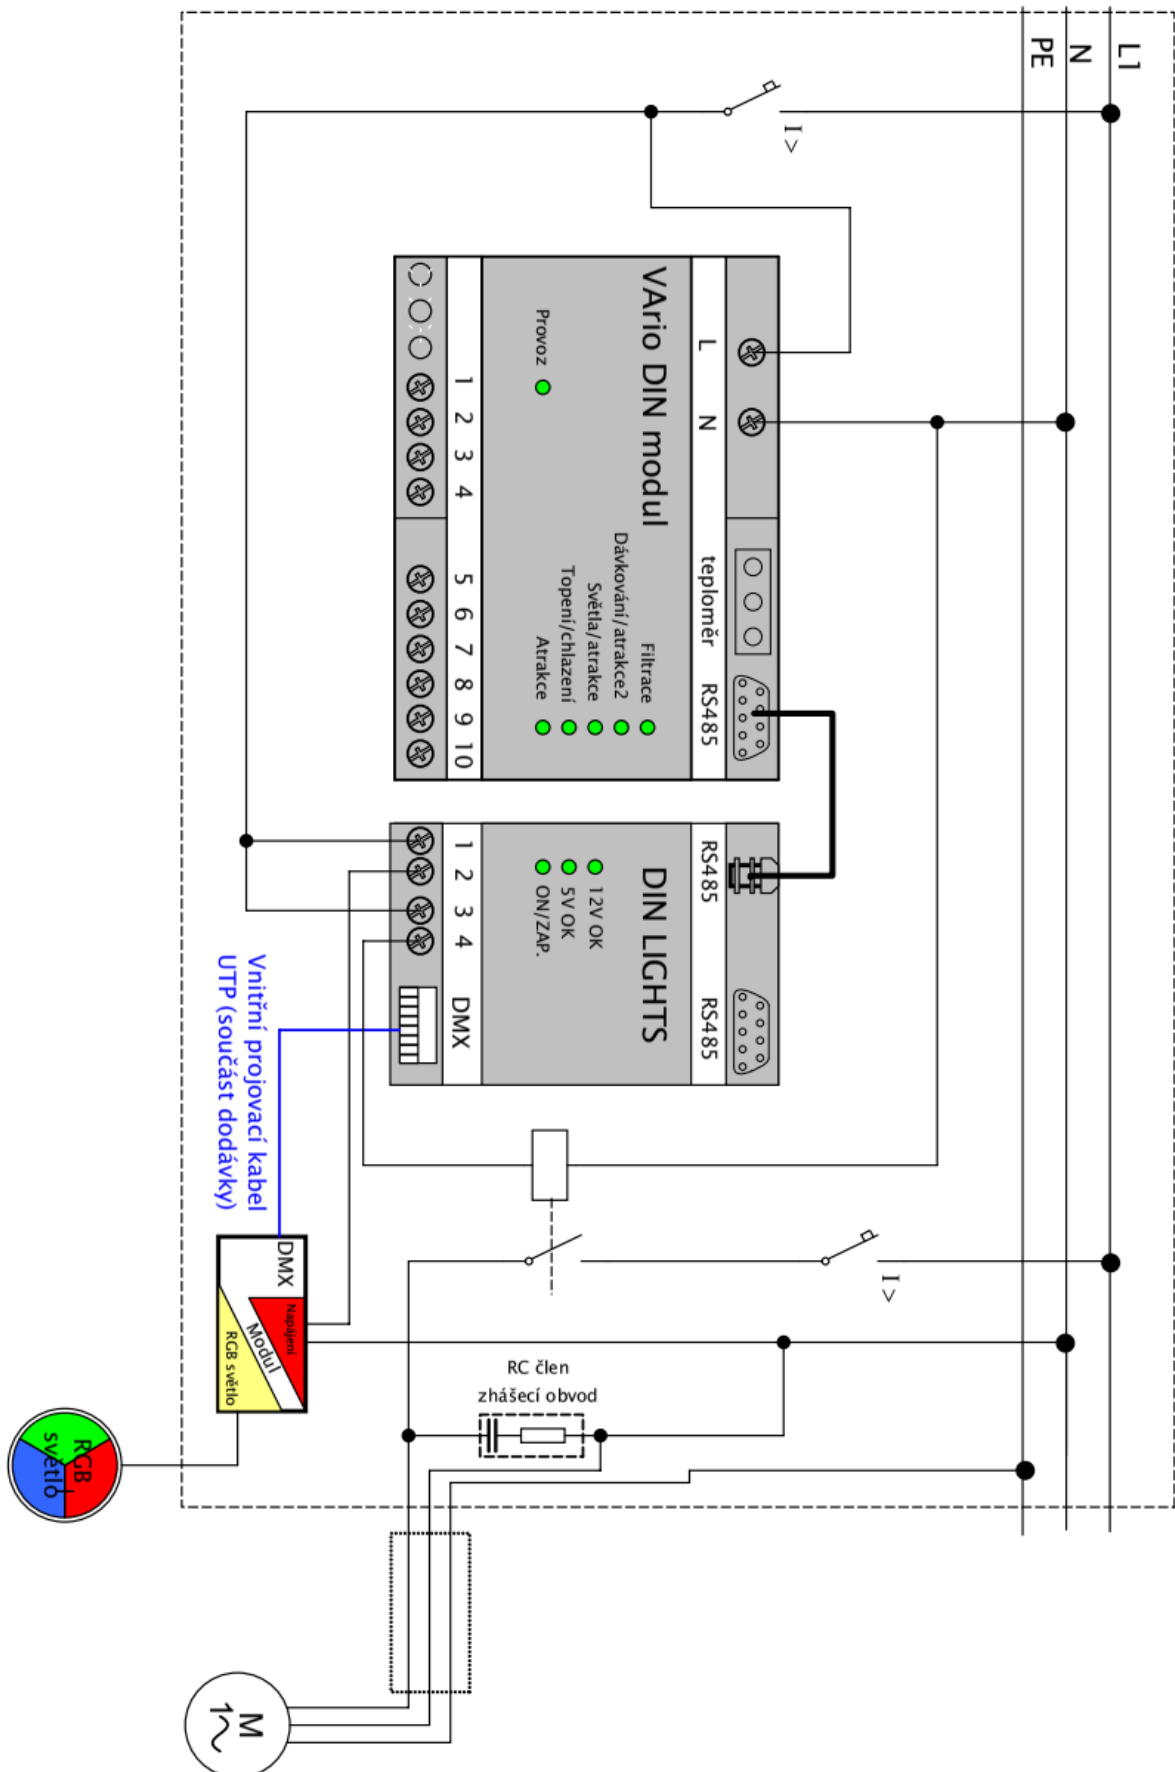 L1
N
PE
I >
VArio DIN modul
L
N
teploměr
RS485
Provoz
Filtrace
Dávkování/atrakce2
Světla/atrakce
Topení/chlazení
Atrakce
1 2 3 4 5 6 7 8 9 10
DIN LIGHTS
RS485
RS485
12V OK
5V OK
ON/ZAP.
1 2 3 4
DMX
Vnitřní projovací kabel
UTP (součást dodávky)
I >
DMX
Napájení
Modul
RGB světlo
RC člen
zhášecí obvod
RGB
světlo
M
1~